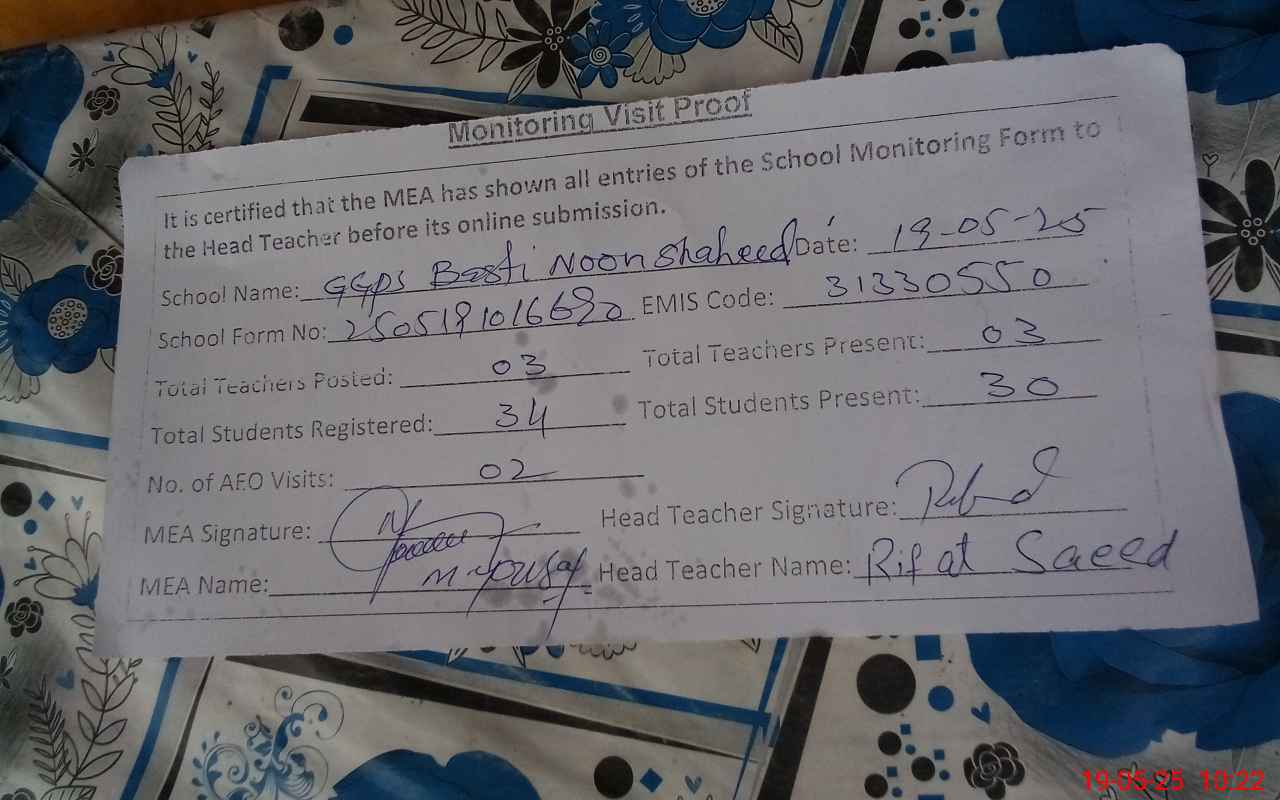 Monitoring Visit Proof
It is certified that the MEA has shown all entries of the School Monitoring Form to
the Head Teacher before its online submission.
School Name: GGPS Basti Noon Shaheed Date: 19-05-25
School Form No: 2505191016690 EMIS Code: 31330550
Total Teachers Posted: 03 Total Teachers Present: 03
Total Students Registered: 34 Total Students Present: 30
No. of AEO Visits: 02
MEA Signature: Head Teacher Signature:
MEA Name: M-Yousaf Head Teacher Name: Rifat Saeed
19-05-25 10:22